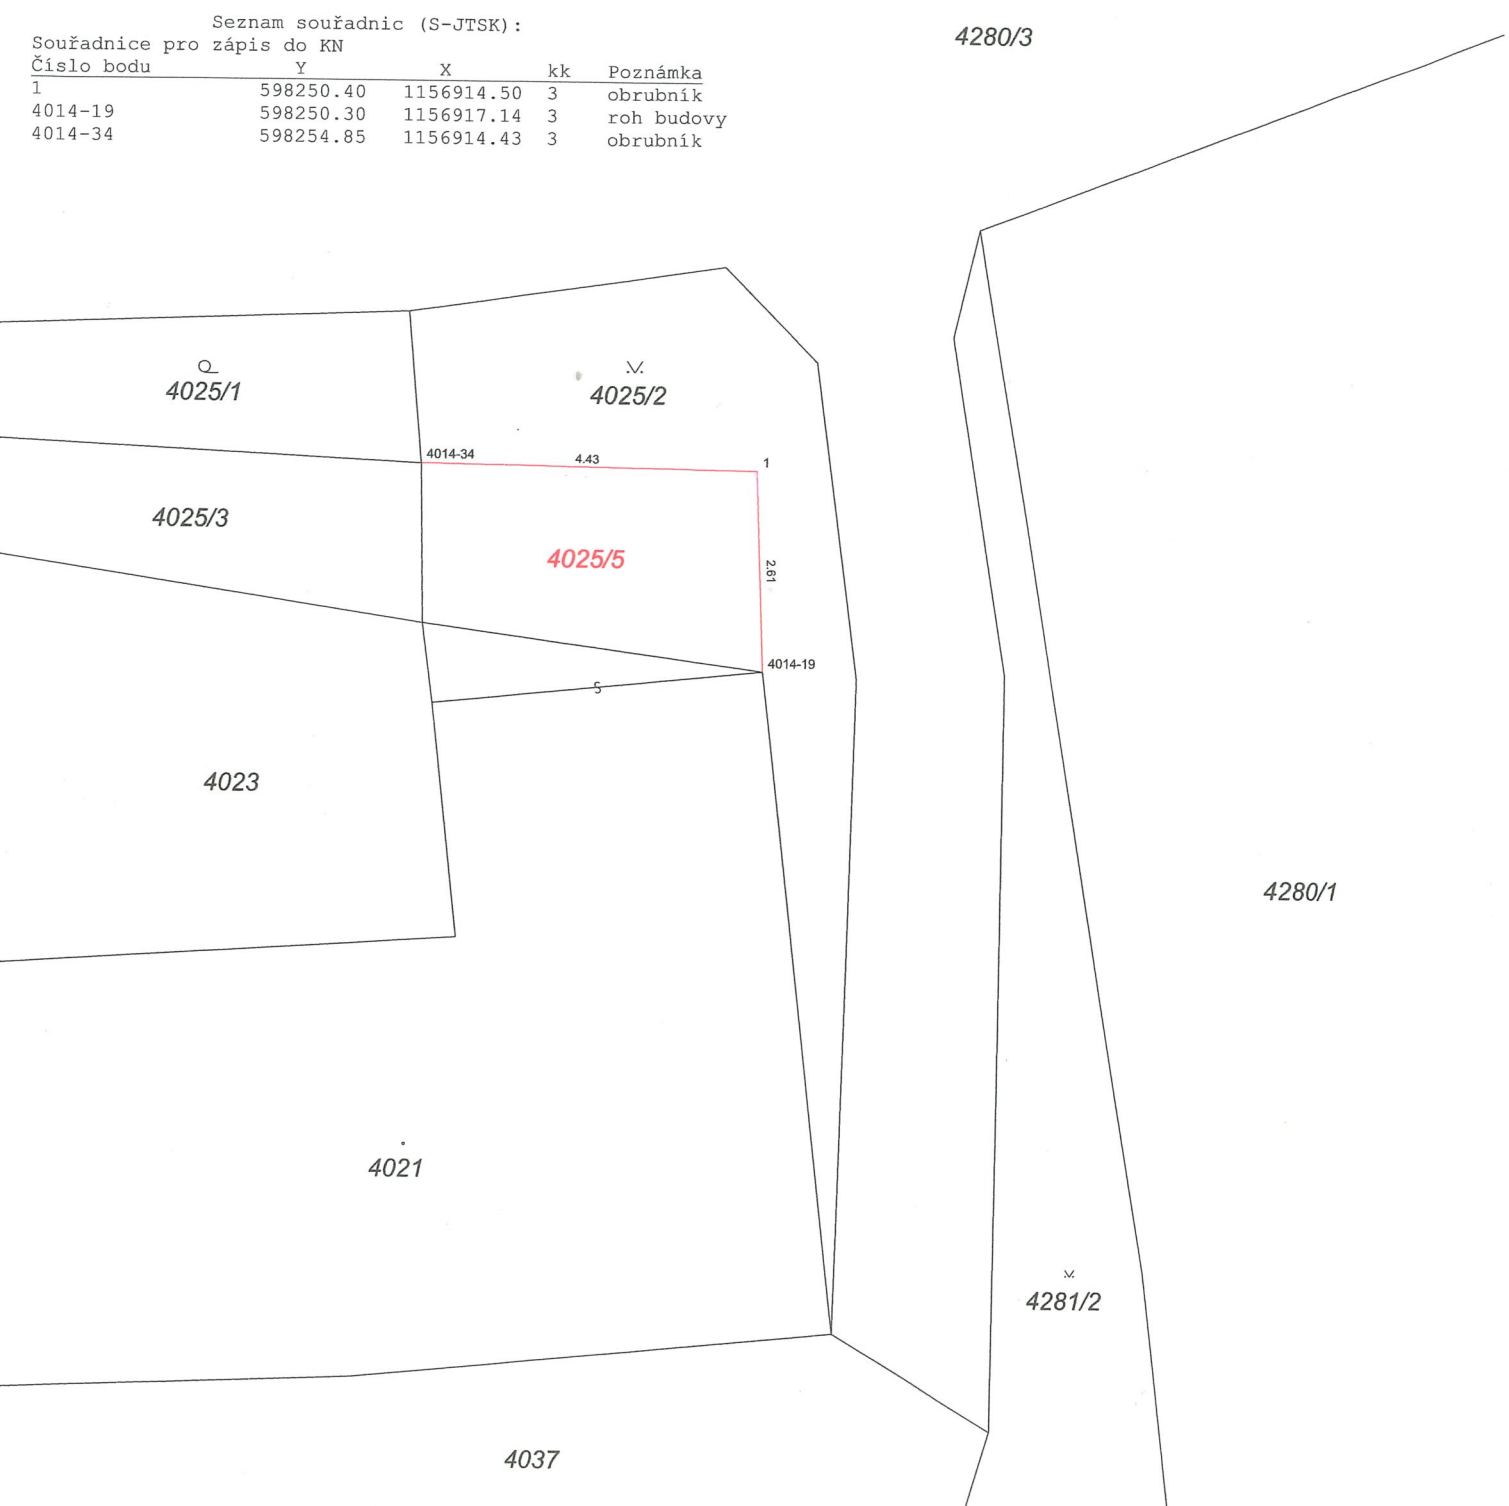 Seznam souřadnic (S-JTSK):
Souřadnice pro zápis do KN
Číslo bodu Y X kk Poznámka
1 598250.40 1156914.50 3 obrubník
4014-19 598250.30 1156917.14 3 roh budovy
4014-34 598254.85 1156914.43 3 obrubník
4280/3
4025/1
4025/2
4014-34
4.43
1
4025/3
4025/5
2.61
4014-19
4023
4280/1
4021
4281/2
4037